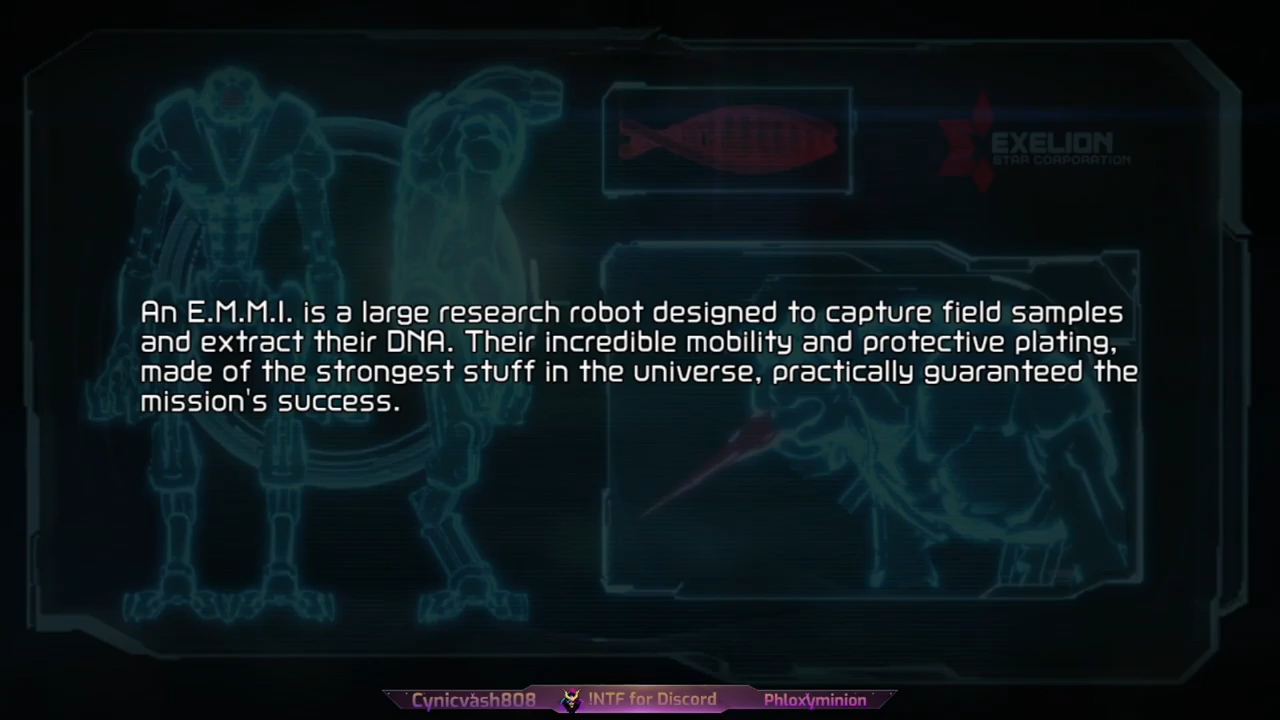 EXELION
STAR CORPORATION
An E.M.M.I. is a large research robot designed to capture field samples
and extract their DNA. Their incredible mobility and protective plating,
made of the strongest stuff in the universe, practically guaranteed the
mission's success.
Cynicvash808 !NTF for Discord Phloxyminion